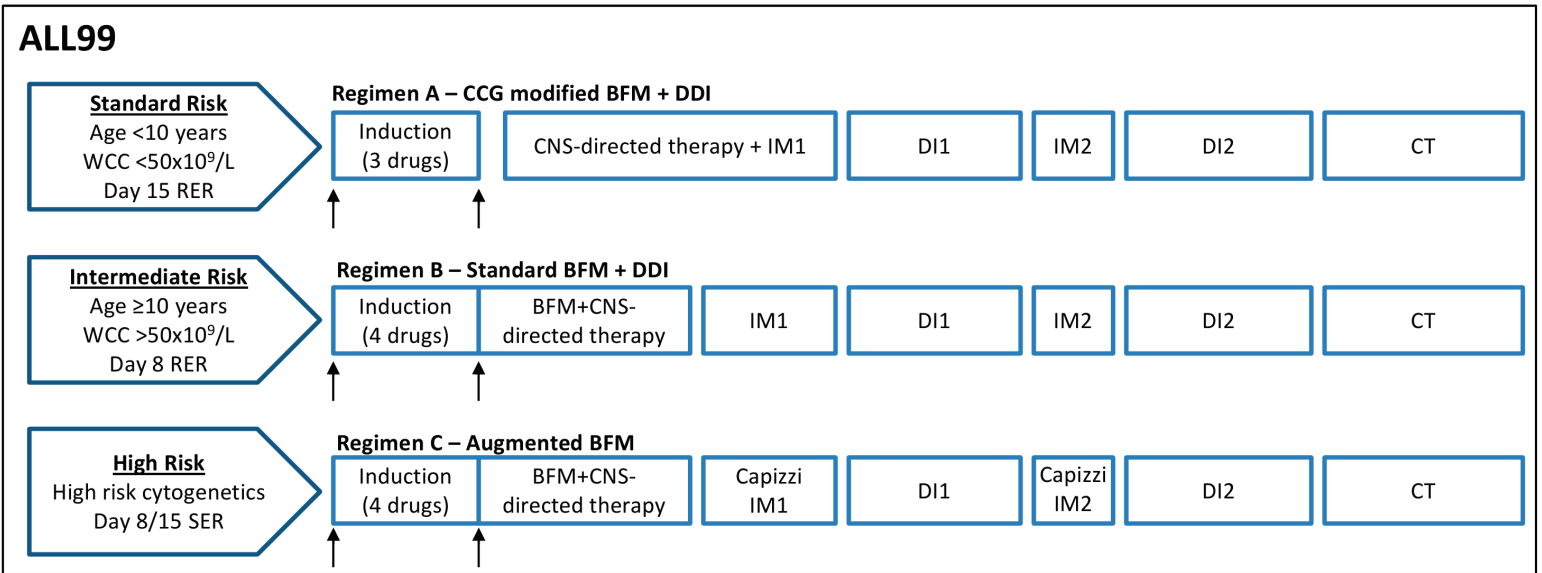 ALL99
Standard Risk
Age <10 years
WCC <50x10⁹/L
Day 15 RER
Regimen A – CCG modified BFM + DDI
Induction
(3 drugs)
CNS-directed therapy + IM1
DI1
IM2
DI2
CT
Intermediate Risk
Age ≥10 years
WCC >50x10⁹/L
Day 8 RER
Regimen B – Standard BFM + DDI
Induction
(4 drugs)
BFM+CNS-
directed therapy
IM1
DI1
IM2
DI2
CT
High Risk
High risk cytogenetics
Day 8/15 SER
Regimen C – Augmented BFM
Induction
(4 drugs)
BFM+CNS-
directed therapy
Capizzi
IM1
DI1
Capizzi
IM2
DI2
CT